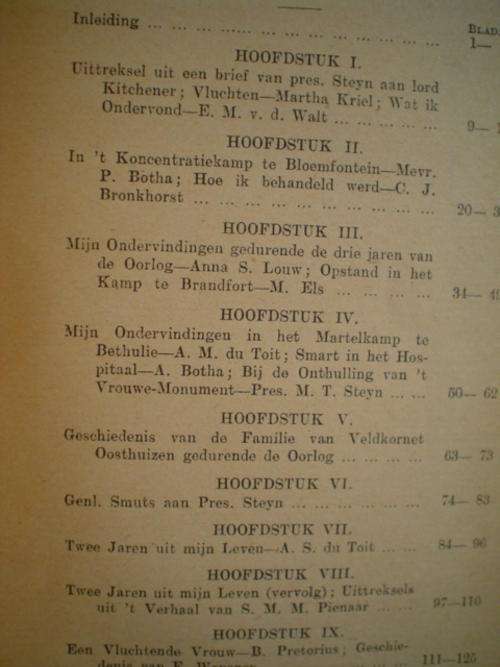 Inleiding ... ... ... ... ... ... ... ... ... ... ...
BLAD.
1—
HOOFDSTUK I.
Uittreksel uit een brief van pres. Steyn aan lord
Kitchener; Vluchten—Martha Kriel; Wat ik
Ondervond—E. M. v. d. Walt ... ... ... ... ...
9—
HOOFDSTUK II.
In 't Koncentratiekamp te Bloemfontein—Mevr.
P. Botha; Hoe ik behandeld werd—C. J.
Bronkhorst ... ... ... ... ... ... ... ... ... ...
20—
HOOFDSTUK III.
Mijn Ondervindingen gedurende de drie jaren van
de Oorlog—Anna S. Louw; Opstand in het
Kamp te Brandfort—M. Els ... ... ... ...
34—
HOOFDSTUK IV.
Mijn Ondervindingen in het Martelkamp te
Bethulie—A. M. du Toit; Smart in het Hos-
pitaal—A. Botha; Bij de Onthulling van 't
Vrouwe-Monument—Pres. M. T. Steyn ... ...
50— 62
HOOFDSTUK V.
Geschiedenis van de Familie van Veldkornet
Oosthuizen gedurende de Oorlog ... ... ... ...
63— 73
HOOFDSTUK VI.
Genl. Smuts aan Pres. Steyn ... ... ... ... ...
74— 83
HOOFDSTUK VII.
Twee Jaren uit mijn Leven—A. S. du Toit ... ...
84— 96
HOOFDSTUK VIII.
Twee Jaren uit mijn Leven (vervolg); Uittreksels
uit 't Verhaal van S. M. M. Pienaar ... ...
97—110
HOOFDSTUK IX.
Een Vluchtende Vrouw—B. Pretorius; Geschie-
111—125